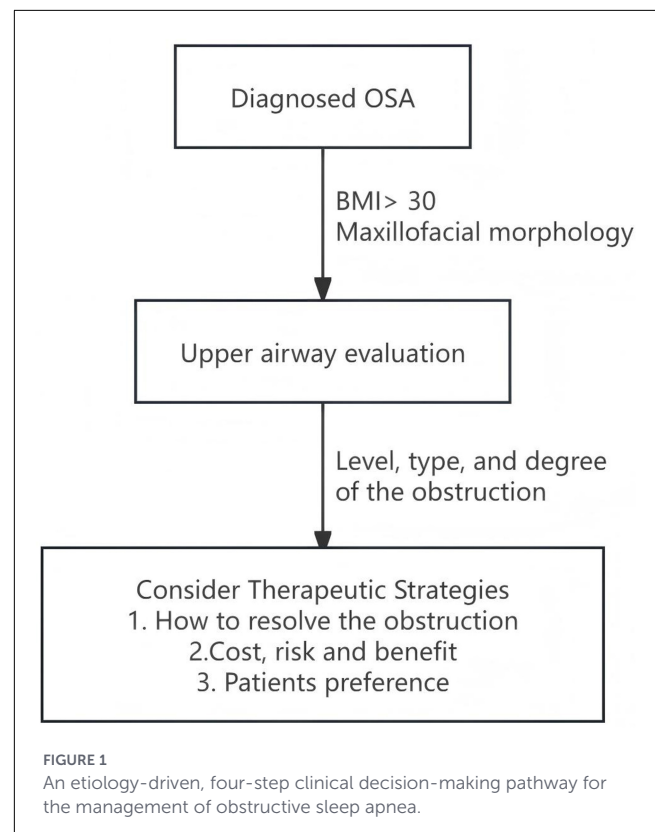 Diagnosed OSA
BMI> 30
Maxillofacial morphology
Upper airway evaluation
Level, type, and degree
of the obstruction
Consider Therapeutic Strategies
1. How to resolve the obstruction
2.Cost, risk and benefit
3. Patients preference
FIGURE 1
An etiology-driven, four-step clinical decision-making pathway for
the management of obstructive sleep apnea.